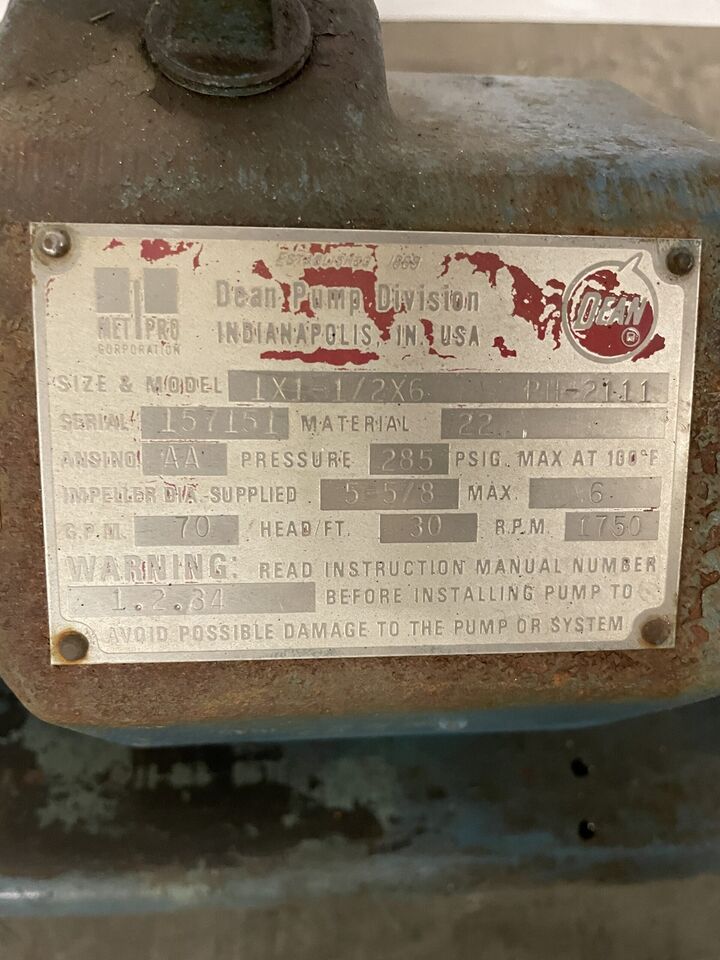 ESTABLISHED 1869
MET PRO
CORPORATION
Dean Pump Division
INDIANAPOLIS, IN. USA
DEAN
SIZE & MODEL 1X1-1/2X6 PH-2111
SERIAL 157151 MATERIAL 22
ANSI NO. AA PRESSURE 285 PSIG. MAX AT 100°F
IMPELLER DIA.-SUPPLIED 5-5/8 MAX. 6
G.P.M. 70 HEAD/FT. 30 R.P.M. 1750
WARNING: READ INSTRUCTION MANUAL NUMBER
1.2.34 BEFORE INSTALLING PUMP TO
AVOID POSSIBLE DAMAGE TO THE PUMP OR SYSTEM